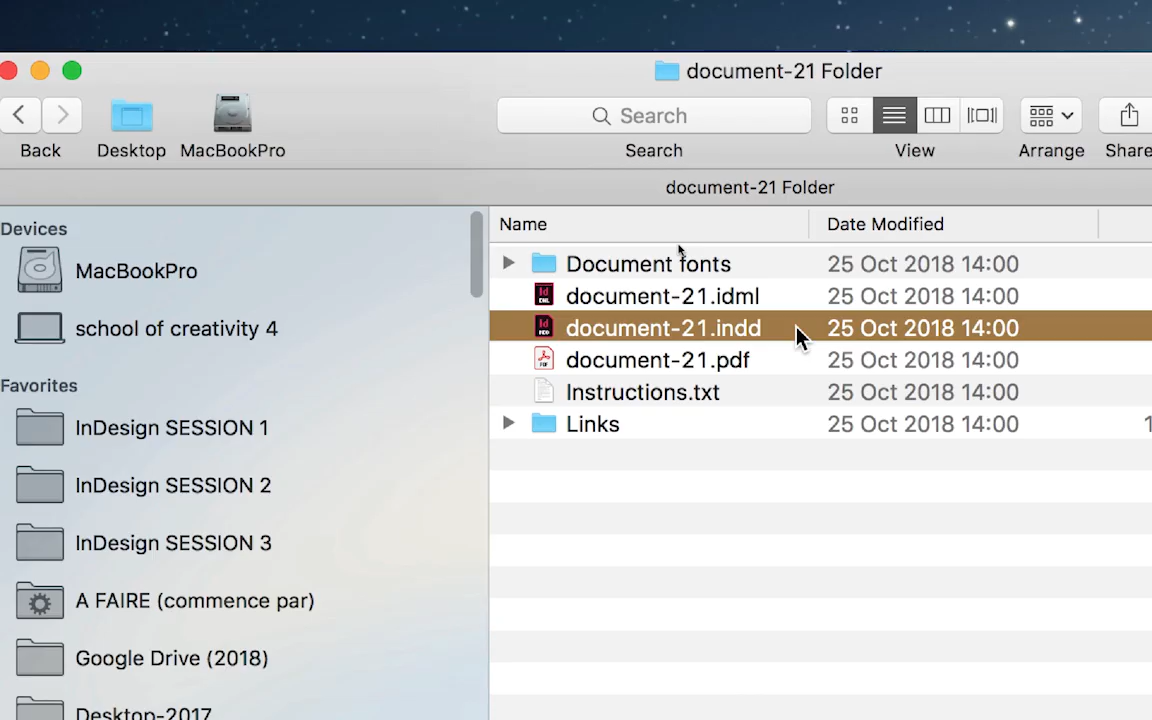 document-21 Folder
Search
Back
Desktop
MacBookPro
Search
View
Arrange
Share
document-21 Folder
Devices
MacBookPro
school of creativity 4
Favorites
InDesign SESSION 1
InDesign SESSION 2
InDesign SESSION 3
A FAIRE (commence par)
Google Drive (2018)
Desktop-2017
Name
Date Modified
Document fonts
25 Oct 2018 14:00
document-21.idml
25 Oct 2018 14:00
document-21.indd
25 Oct 2018 14:00
document-21.pdf
25 Oct 2018 14:00
Instructions.txt
25 Oct 2018 14:00
Links
25 Oct 2018 14:00
1